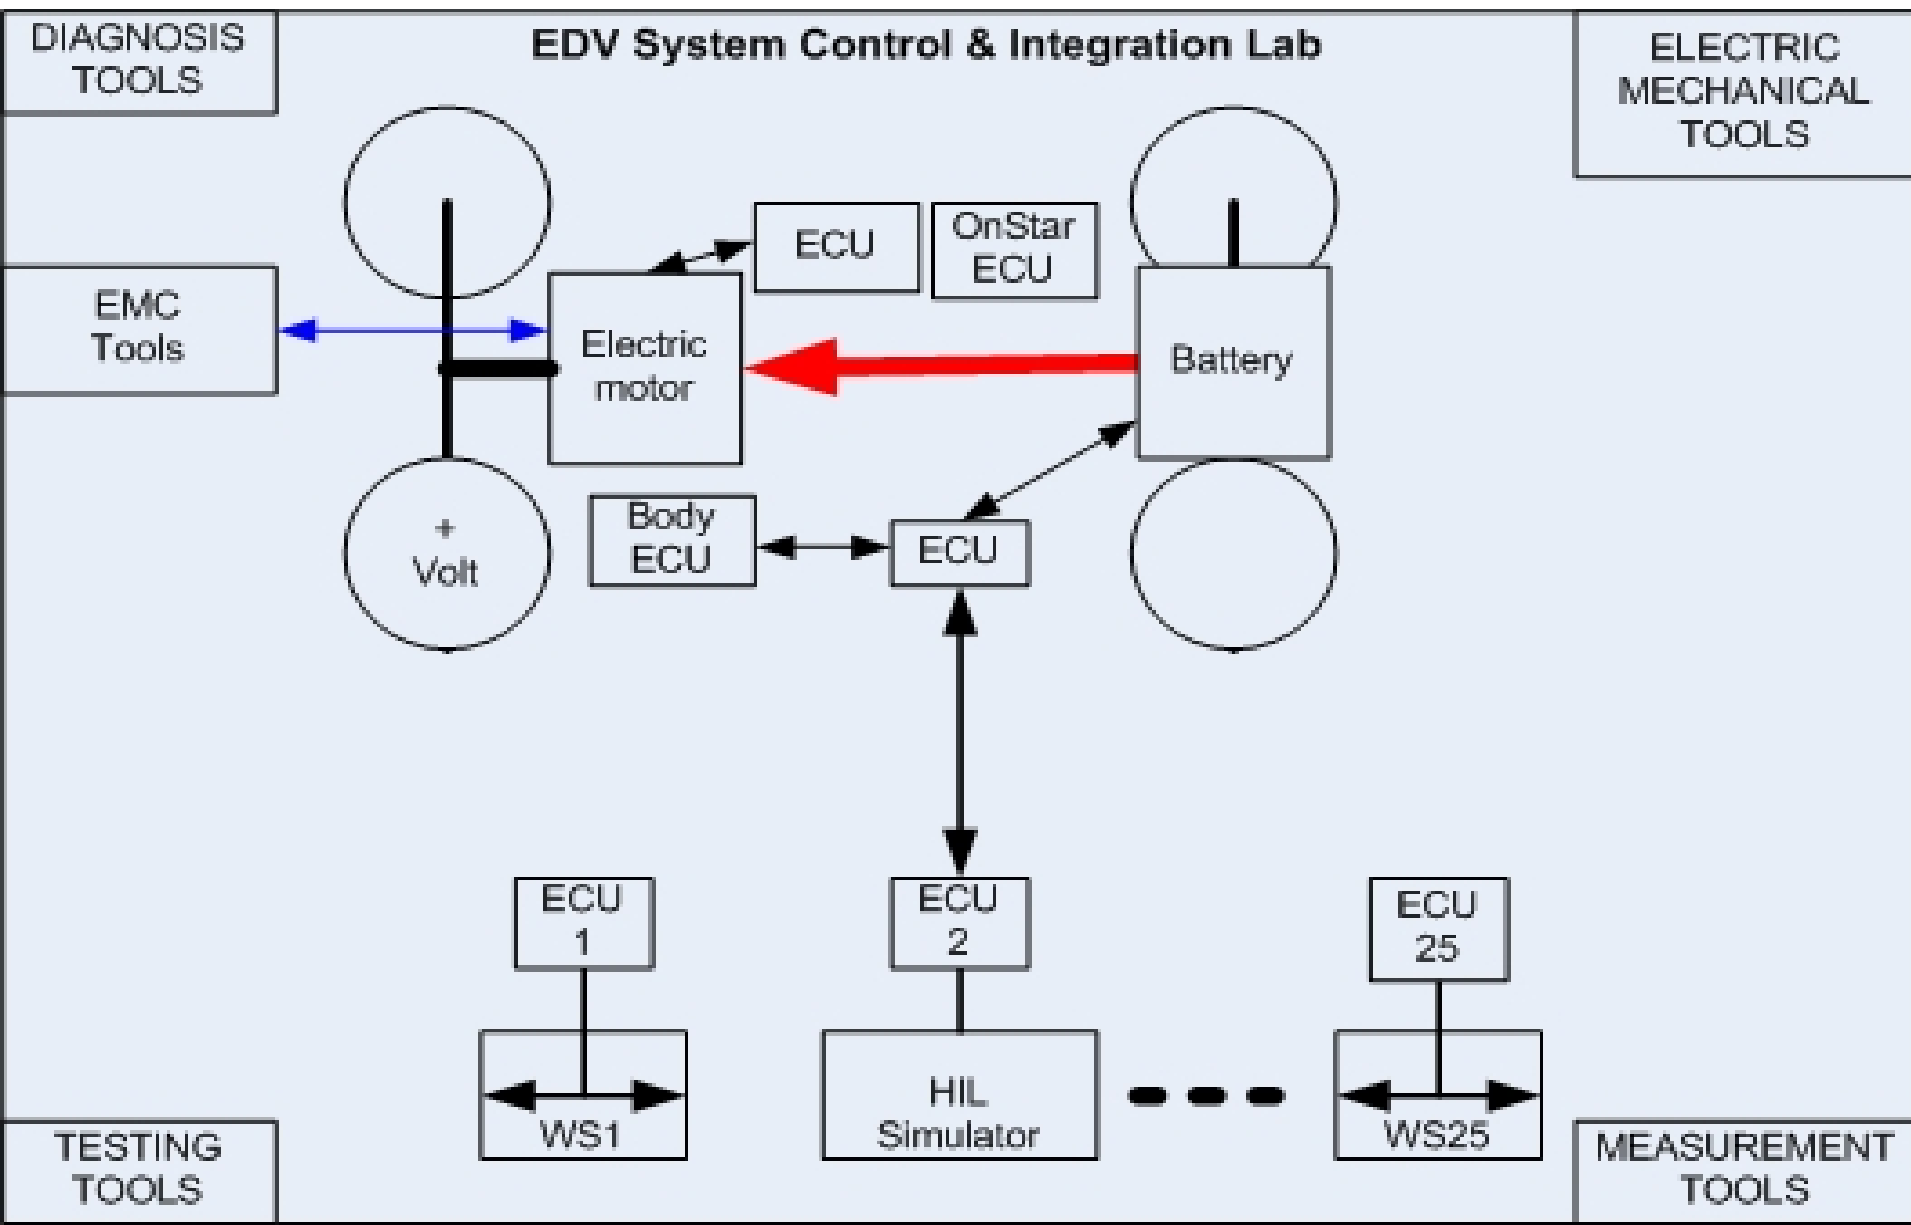 DIAGNOSIS
TOOLS
EDV System Control & Integration Lab
ELECTRIC
MECHANICAL
TOOLS
ECU
OnStar
ECU
EMC
Tools
Electric
motor
Battery
Body
ECU
ECU
+
Volt
ECU
1
ECU
2
ECU
25
WS1
HIL
Simulator
WS25
TESTING
TOOLS
MEASUREMENT
TOOLS